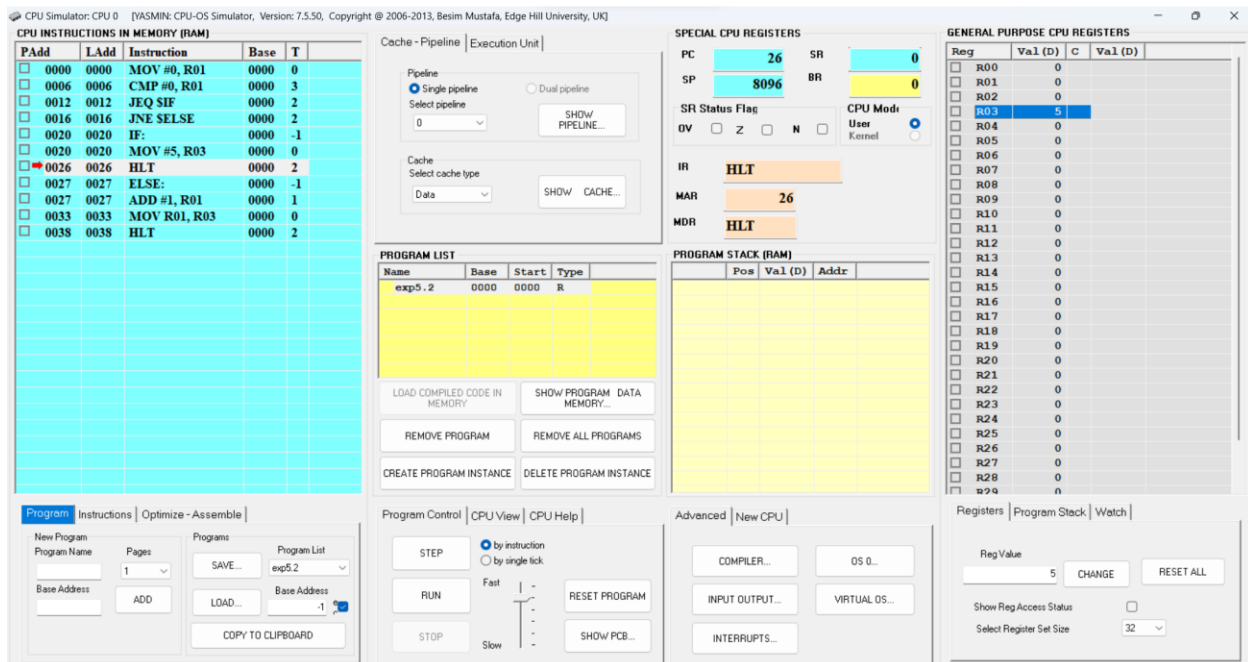 CPU Simulator: CPU 0 [YASMIN: CPU-OS Simulator, Version: 7.5.50, Copyright @ 2006-2013, Besim Mustafa, Edge Hill University, UK]
CPU INSTRUCTIONS IN MEMORY (RAM)
PAdd LAdd Instruction Base T
0000 0000 MOV #0, R01 0000 0
0006 0006 CMP #0, R01 0000 3
0012 0012 JEQ $IF 0000 2
0016 0016 JNE $ELSE 0000 2
0020 0020 IF: 0000 -1
0020 0020 MOV #5, R03 0000 0
0026 0026 HLT 0000 2
0027 0027 ELSE: 0000 -1
0027 0027 ADD #1, R01 0000 1
0033 0033 MOV R01, R03 0000 0
0038 0038 HLT 0000 2
Cache - Pipeline Execution Unit
Pipeline
Single pipeline Dual pipeline
Select pipeline
0
SHOW PIPELINE...
Cache
Select cache type
Data
SHOW CACHE...
SPECIAL CPU REGISTERS
PC 26 SR 0
SP 8096 BR 0
SR Status Flag
OV Z N
CPU Mode
User
Kernel
IR HLT
MAR 26
MDR HLT
GENERAL PURPOSE CPU REGISTERS
Reg Val (D) C Val (D)
R00 0
R01 0
R02 0
R03 5
R04 0
R05 0
R06 0
R07 0
R08 0
R09 0
R10 0
R11 0
R12 0
R13 0
R14 0
R15 0
R16 0
R17 0
R18 0
R19 0
R20 0
R21 0
R22 0
R23 0
R24 0
R25 0
R26 0
R27 0
R28 0
R29 0
PROGRAM LIST
Name Base Start Type
exp5.2 0000 0000 R
LOAD COMPILED CODE IN MEMORY
SHOW PROGRAM DATA MEMORY...
REMOVE PROGRAM
REMOVE ALL PROGRAMS
CREATE PROGRAM INSTANCE
DELETE PROGRAM INSTANCE
PROGRAM STACK (RAM)
Pos Val (D) Addr
Program Instructions Optimize - Assemble
New Program
Program Name Pages
1
Base Address
ADD
Programs
SAVE...
Program List
exp5.2
LOAD...
Base Address
-1
COPY TO CLIPBOARD
Program Control CPU View CPU Help
STEP
by instruction
by single tick
RUN
Fast
Slow
STOP
RESET PROGRAM
SHOW PCB...
Advanced New CPU
COMPILER...
OS 0...
INPUT OUTPUT...
VIRTUAL OS...
INTERRUPTS...
Registers Program Stack Watch
Reg Value
5
CHANGE
RESET ALL
Show Reg Access Status
Select Register Set Size 32